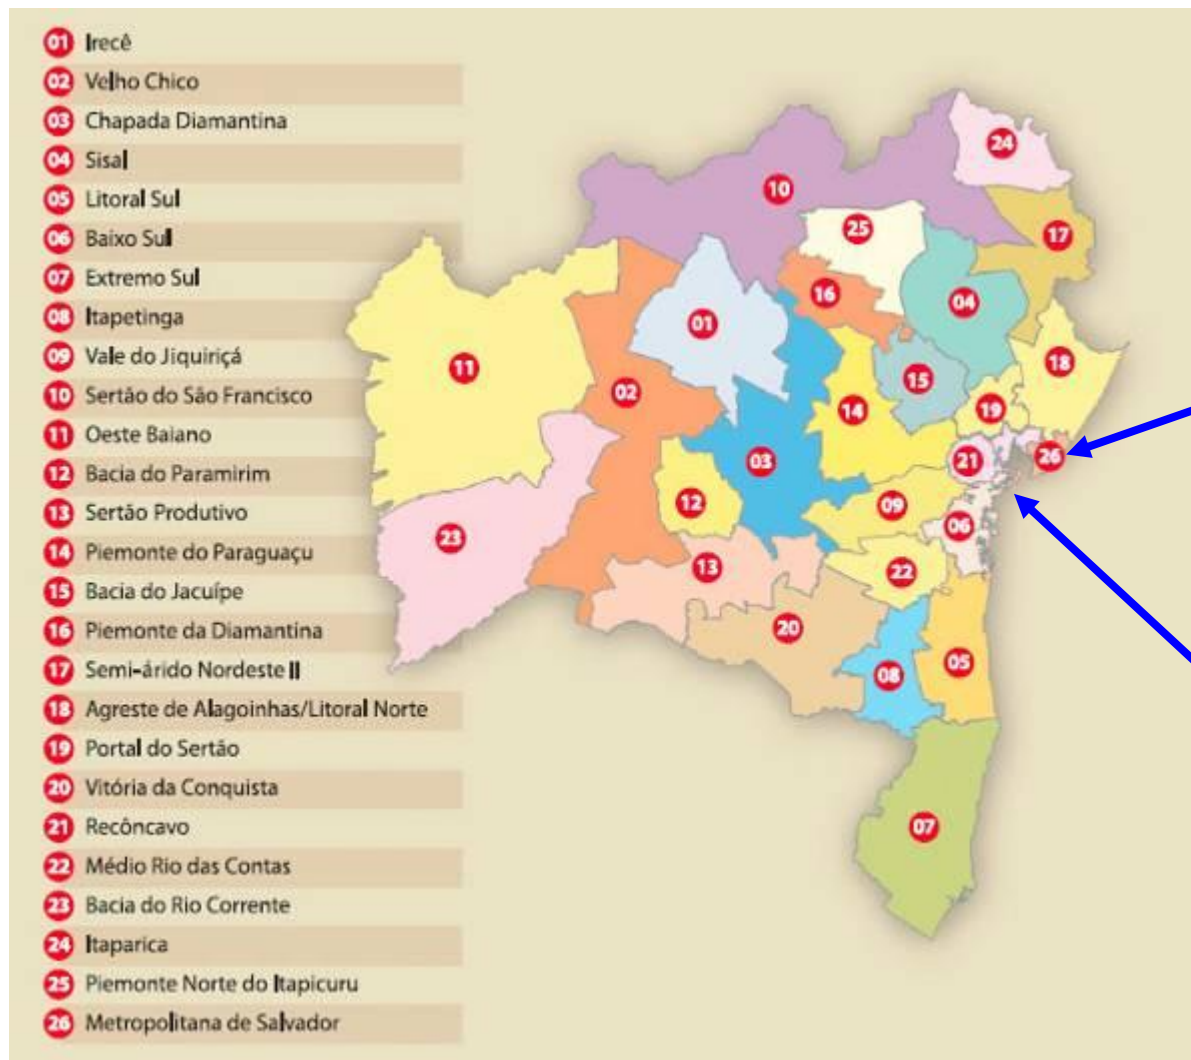 01 Irecê
02 Velho Chico
03 Chapada Diamantina
04 Sisal
05 Litoral Sul
06 Baixo Sul
07 Extremo Sul
08 Itapetinga
09 Vale do Jiquiriçá
10 Sertão do São Francisco
11 Oeste Baiano
12 Bacia do Paramirim
13 Sertão Produtivo
14 Piemonte do Paraguaçu
15 Bacia do Jacuípe
16 Piemonte da Diamantina
17 Semi-árido Nordeste II
18 Agreste de Alagoinhas/Litoral Norte
19 Portal do Sertão
20 Vitória da Conquista
21 Recôncavo
22 Médio Rio das Contas
23 Bacia do Rio Corrente
24 Itaparica
25 Piemonte Norte do Itapicuru
26 Metropolitana de Salvador
24
10
25
17
16
04
01
18
11
15
02
14
19
26
03
21
12
09
06
23
13
22
20
05
08
07